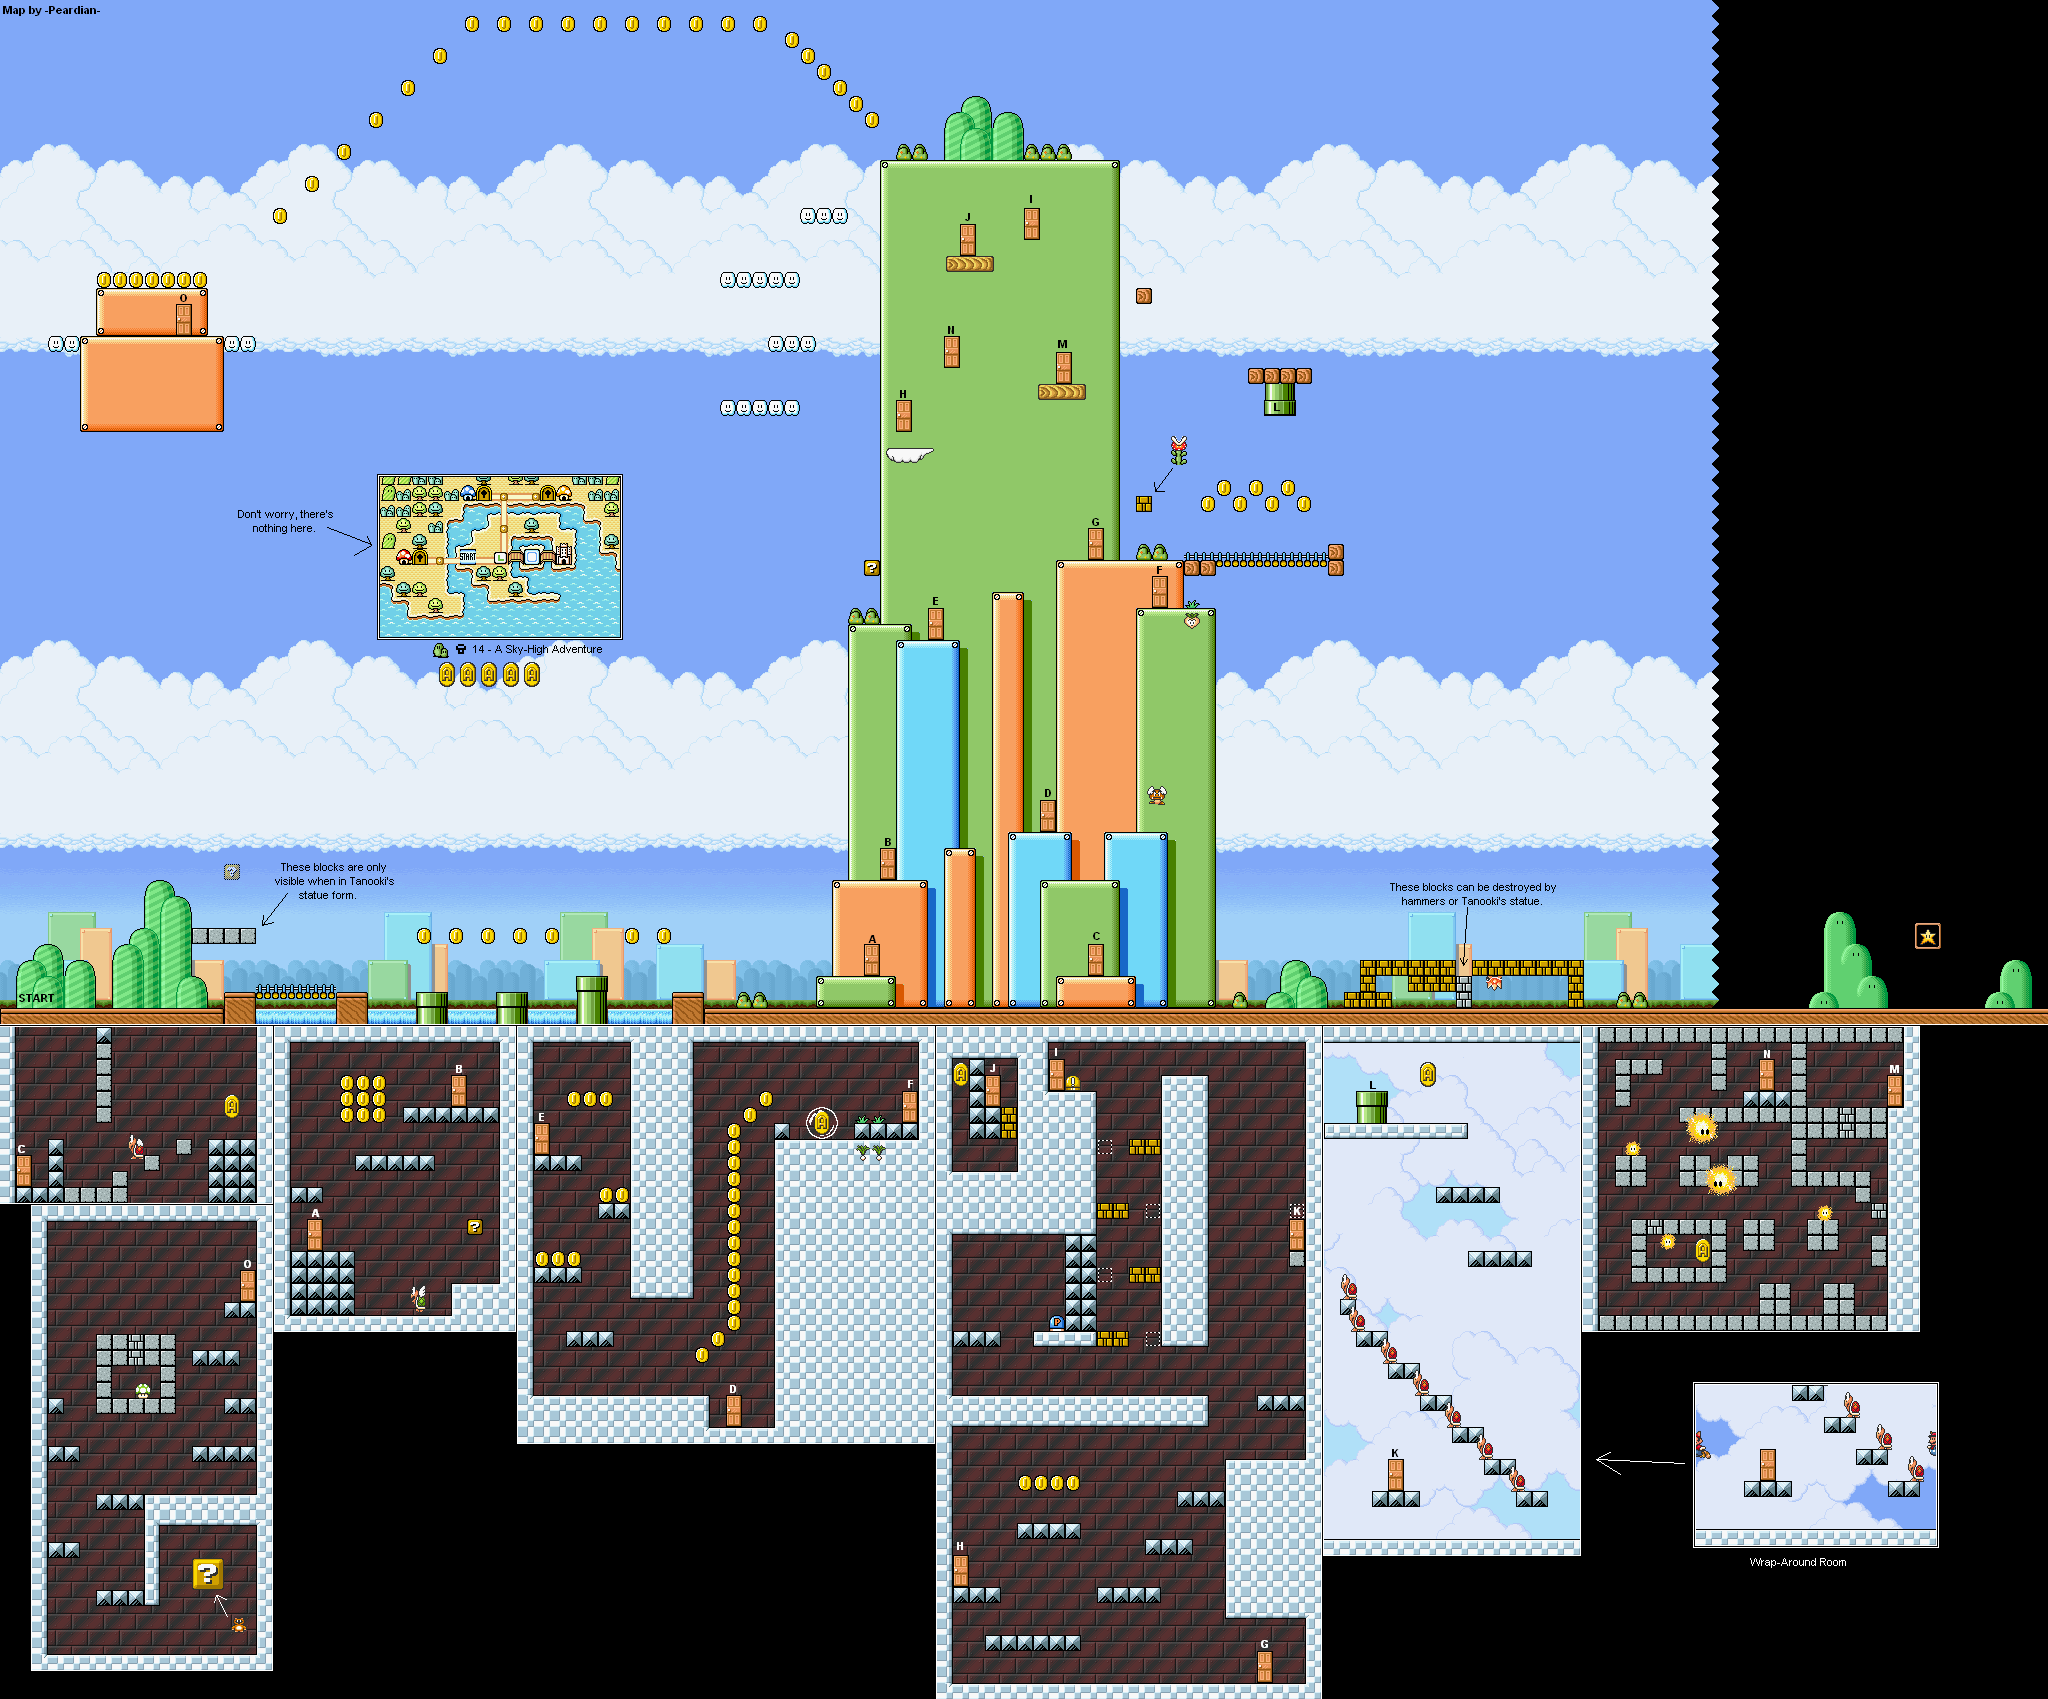 Map by -Peardian-
J
I
O
N
M
H
L
Don't worry, there's
nothing here.
START
G
F
E
14 - A Sky-High Adventure
D
B
These blocks are only
visible when in Tanooki's
statue form.
These blocks can be destroyed by
hammers or Tanooki's statue.
A
C
START
C
O
A
B
E
F
D
I
J
K
H
G
L
K
N
M
Wrap-Around Room